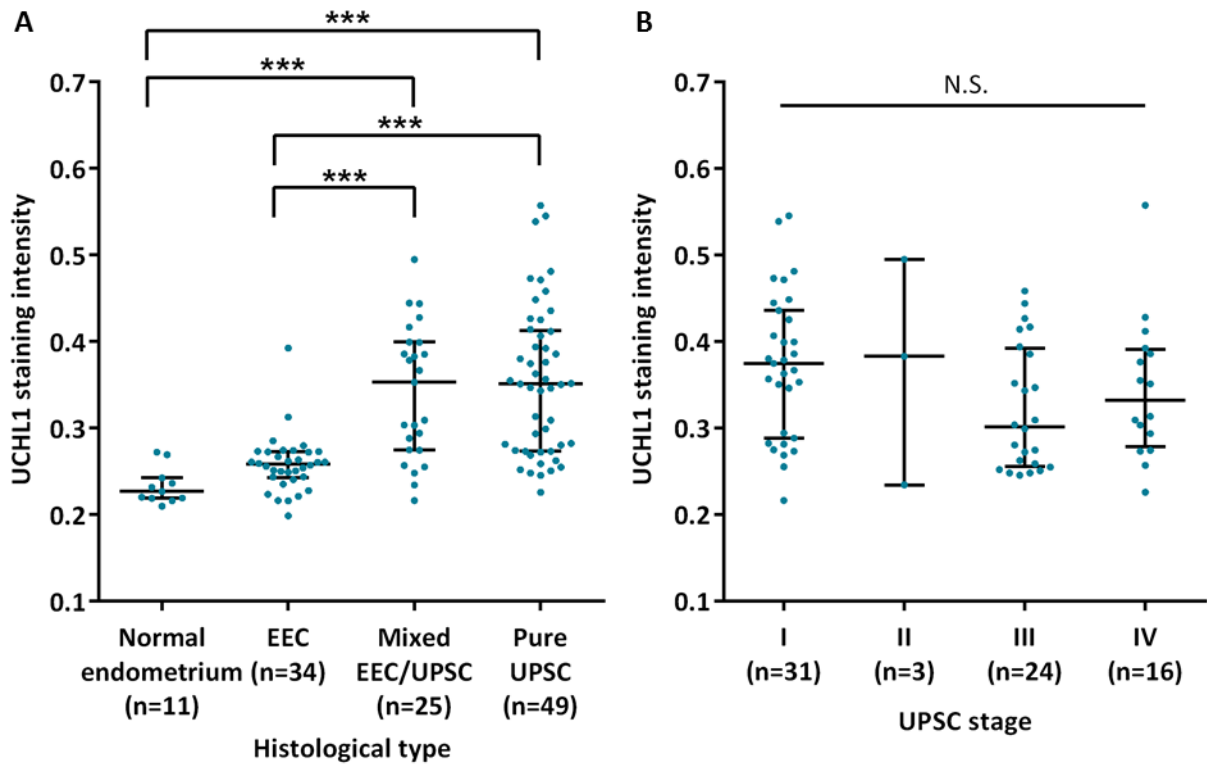 A
***
***
***
***
UCHL1 staining intensity
0.7
0.6
0.5
0.4
0.3
0.2
0.1
Normal endometrium (n=11)
EEC (n=34)
Mixed EEC/UPSC (n=25)
Pure UPSC (n=49)
Histological type
B
N.S.
UCHL1 staining intensity
0.7
0.6
0.5
0.4
0.3
0.2
0.1
I (n=31)
II (n=3)
III (n=24)
IV (n=16)
UPSC stage